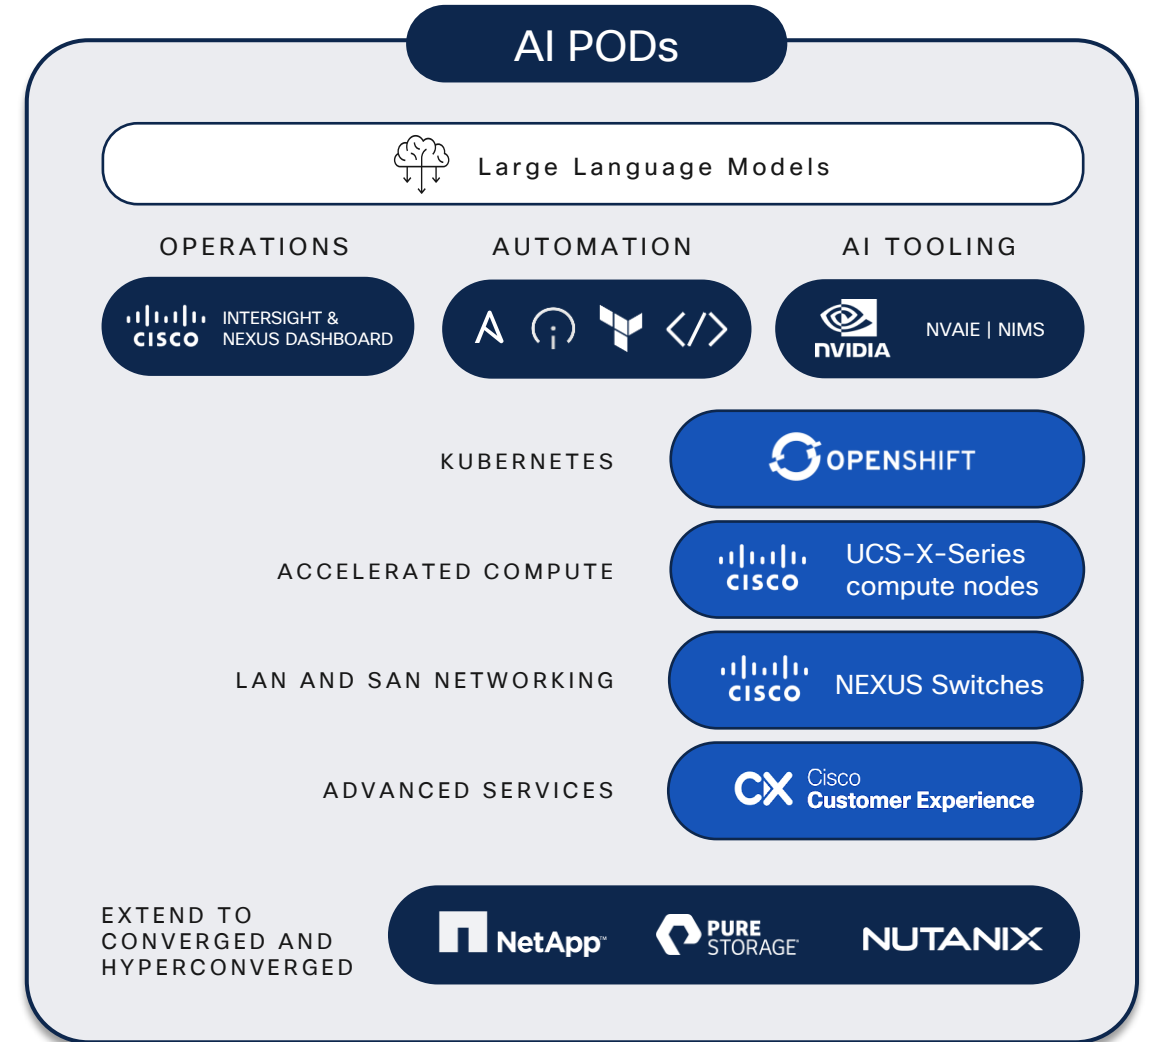 AI PODs
Large Language Models
OPERATIONS
CISCO
INTERSIGHT &
NEXUS DASHBOARD
AUTOMATION
AI TOOLING
NVIDIA
NVAIE | NIMS
KUBERNETES
OPENSHIFT
ACCELERATED COMPUTE
CISCO
UCS-X-Series
compute nodes
LAN AND SAN NETWORKING
CISCO
NEXUS Switches
ADVANCED SERVICES
CX
Cisco
Customer Experience
EXTEND TO
CONVERGED AND
HYPERCONVERGED
NetApp™
PURE
STORAGE®
NUTANIX